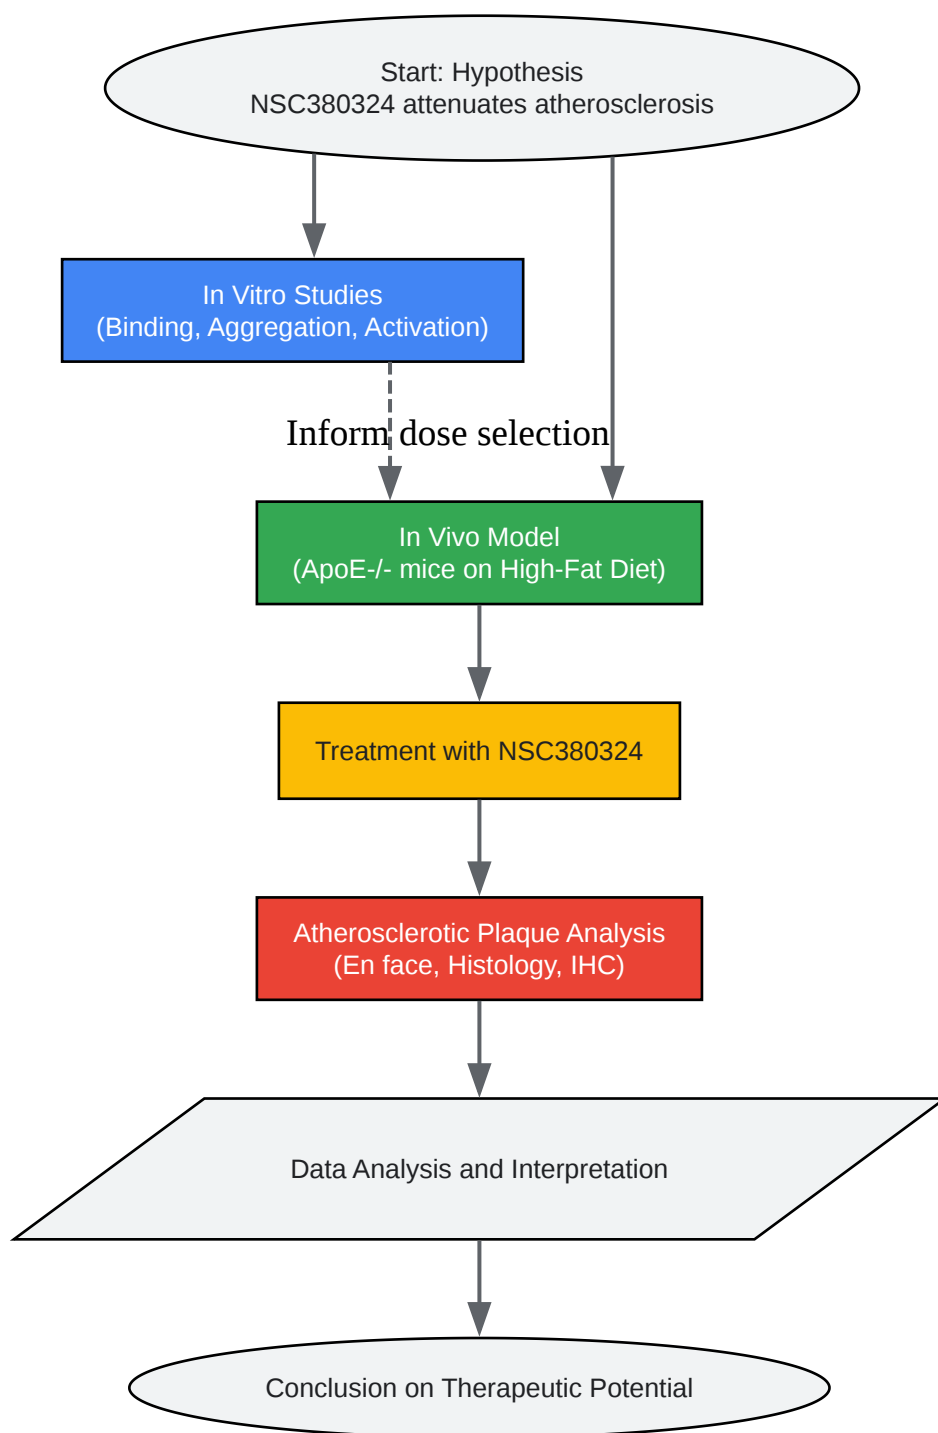 Start: Hypothesis
NSC380324 attenuates atherosclerosis
In Vitro Studies
(Binding, Aggregation, Activation)
Inform dose selection
In Vivo Model
(ApoE-/- mice on High-Fat Diet)
Treatment with NSC380324
Atherosclerotic Plaque Analysis
(En face, Histology, IHC)
Data Analysis and Interpretation
Conclusion on Therapeutic Potential